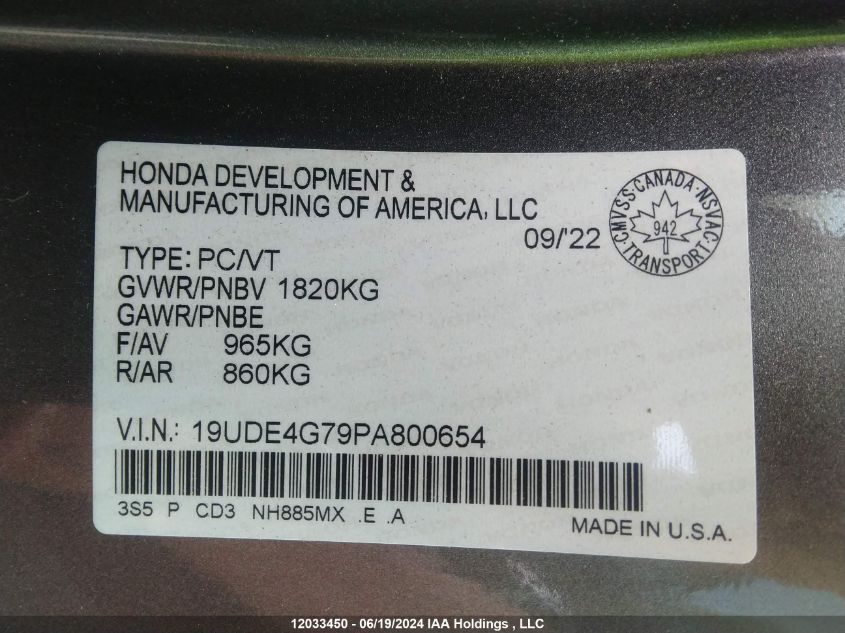 HONDA DEVELOPMENT &
MANUFACTURING OF AMERICA, LLC
09/'22
CMVSS·CANADA·NSVAC·TRANSPORT·
942
TYPE: PC/VT
GVWR/PNBV 1820KG
GAWR/PNBE
F/AV 965KG
R/AR 860KG
V.I.N.: 19UDE4G79PA800654
3S5 P CD3 NH885MX .E .A
MADE IN U.S.A.
12033450 - 06/19/2024 IAA Holdings , LLC